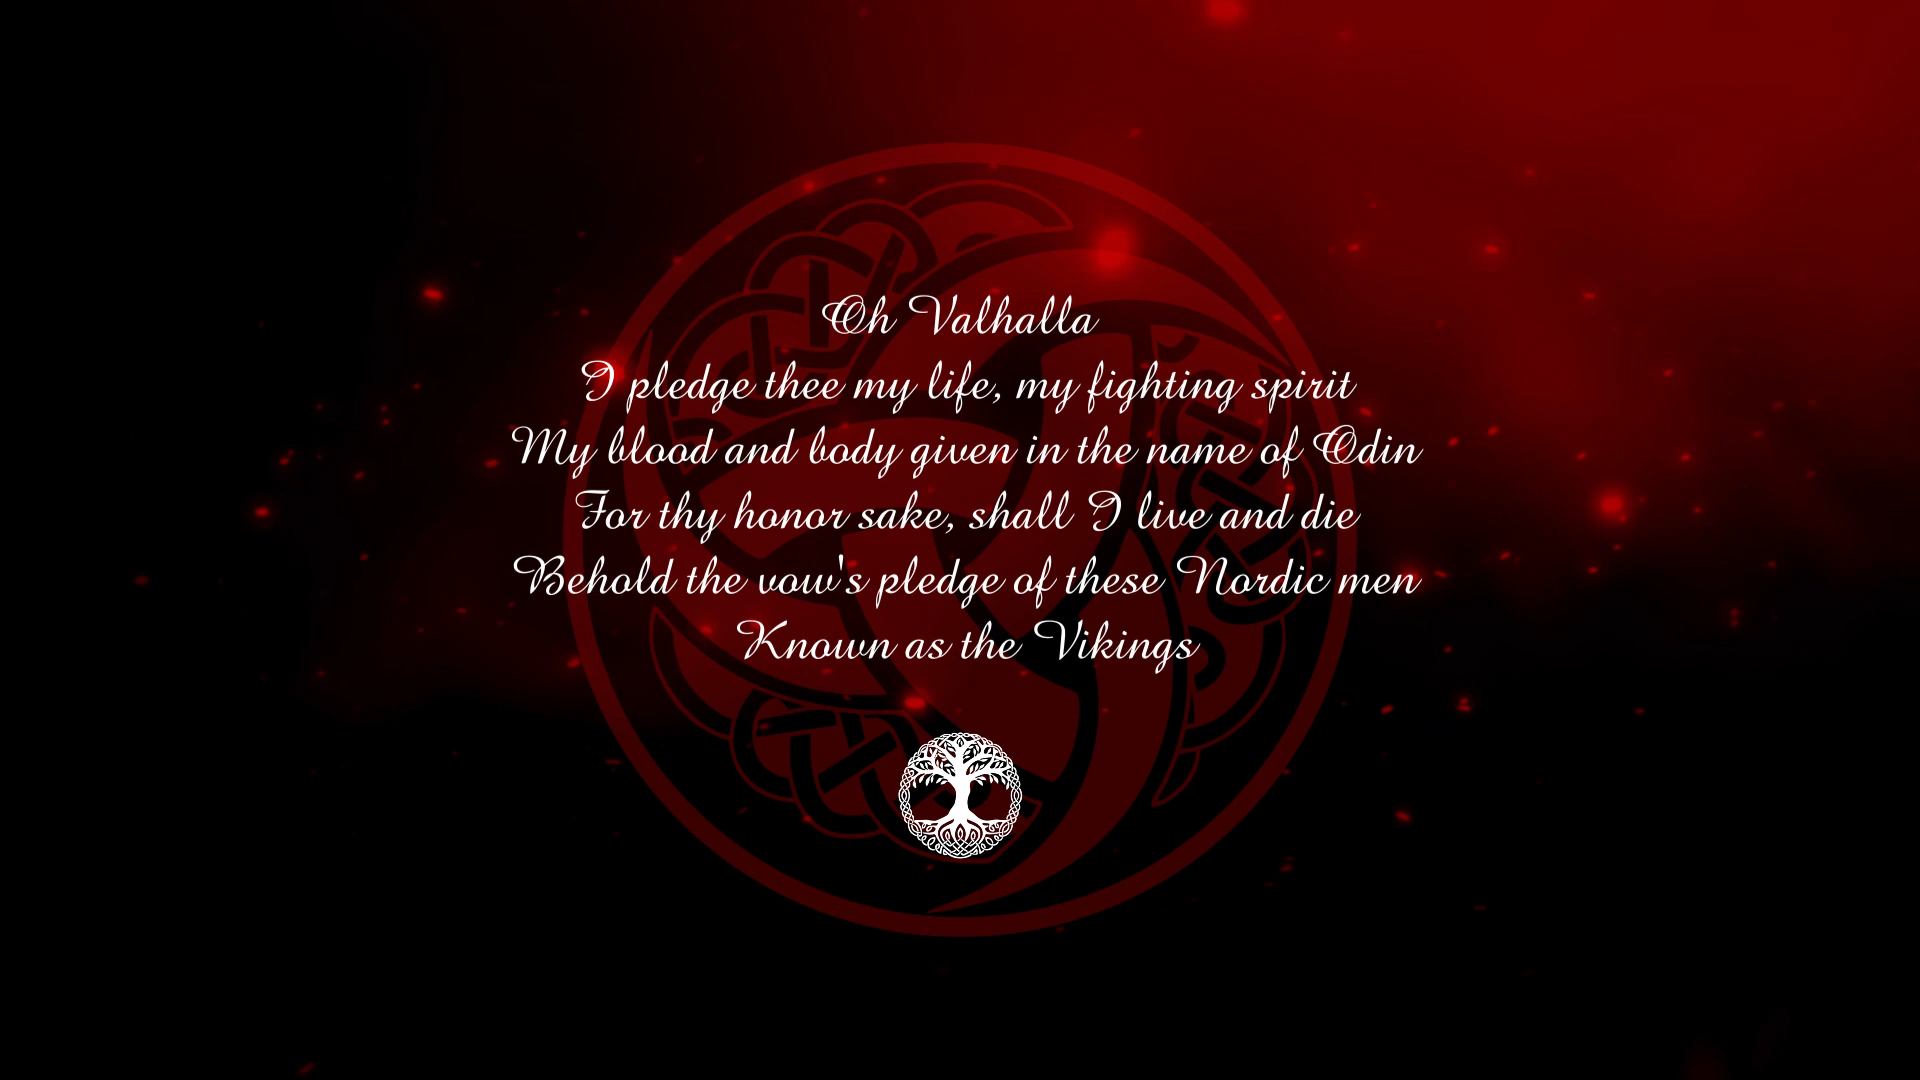 Oh Valhalla
I pledge thee my life, my fighting spirit
My blood and body given in the name of Odin
For thy honor sake, shall I live and die
Behold the vow's pledge of these Nordic men
Known as the Vikings